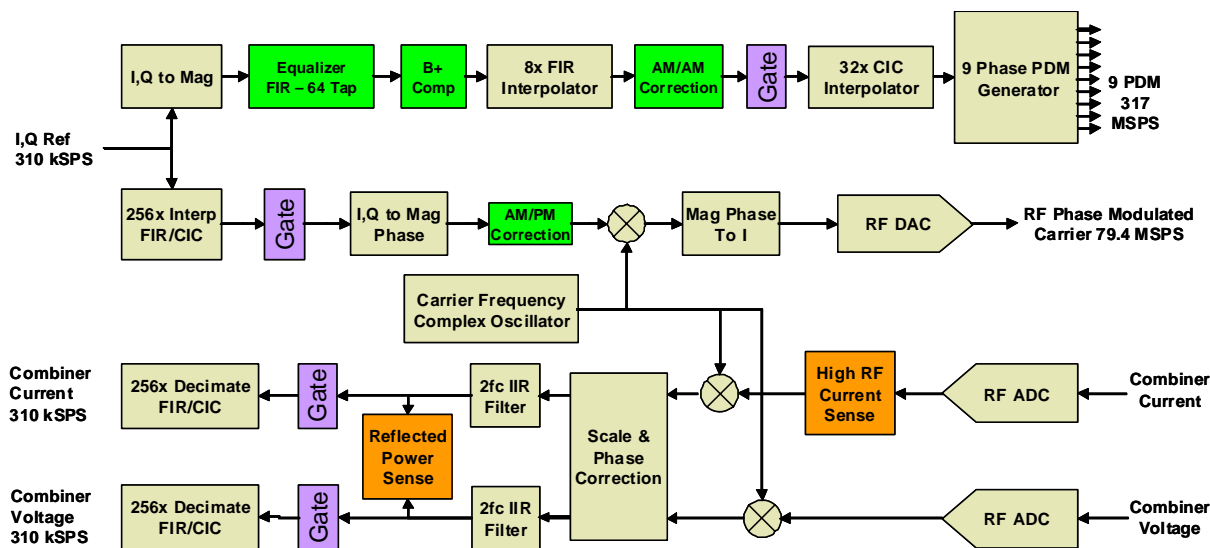 I,Q to Mag
Equalizer
FIR – 64 Tap
B+
Comp
8x FIR
Interpolator
AM/AM
Correction
Gate
32x CIC
Interpolator
9 Phase PDM
Generator
9 PDM
317
MSPS
I,Q Ref
310 kSPS
256x Interp
FIR/CIC
Gate
I,Q to Mag
Phase
AM/PM
Correction
Mag Phase
To I
RF DAC
RF Phase Modulated
Carrier 79.4 MSPS
Carrier Frequency
Complex Oscillator
Combiner
Current
310 kSPS
256x Decimate
FIR/CIC
Gate
2fc IIR
Filter
Reflected
Power
Sense
Scale &
Phase
Correction
High RF
Current
Sense
RF ADC
Combiner
Current
Combiner
Voltage
310 kSPS
256x Decimate
FIR/CIC
Gate
2fc IIR
Filter
RF ADC
Combiner
Voltage